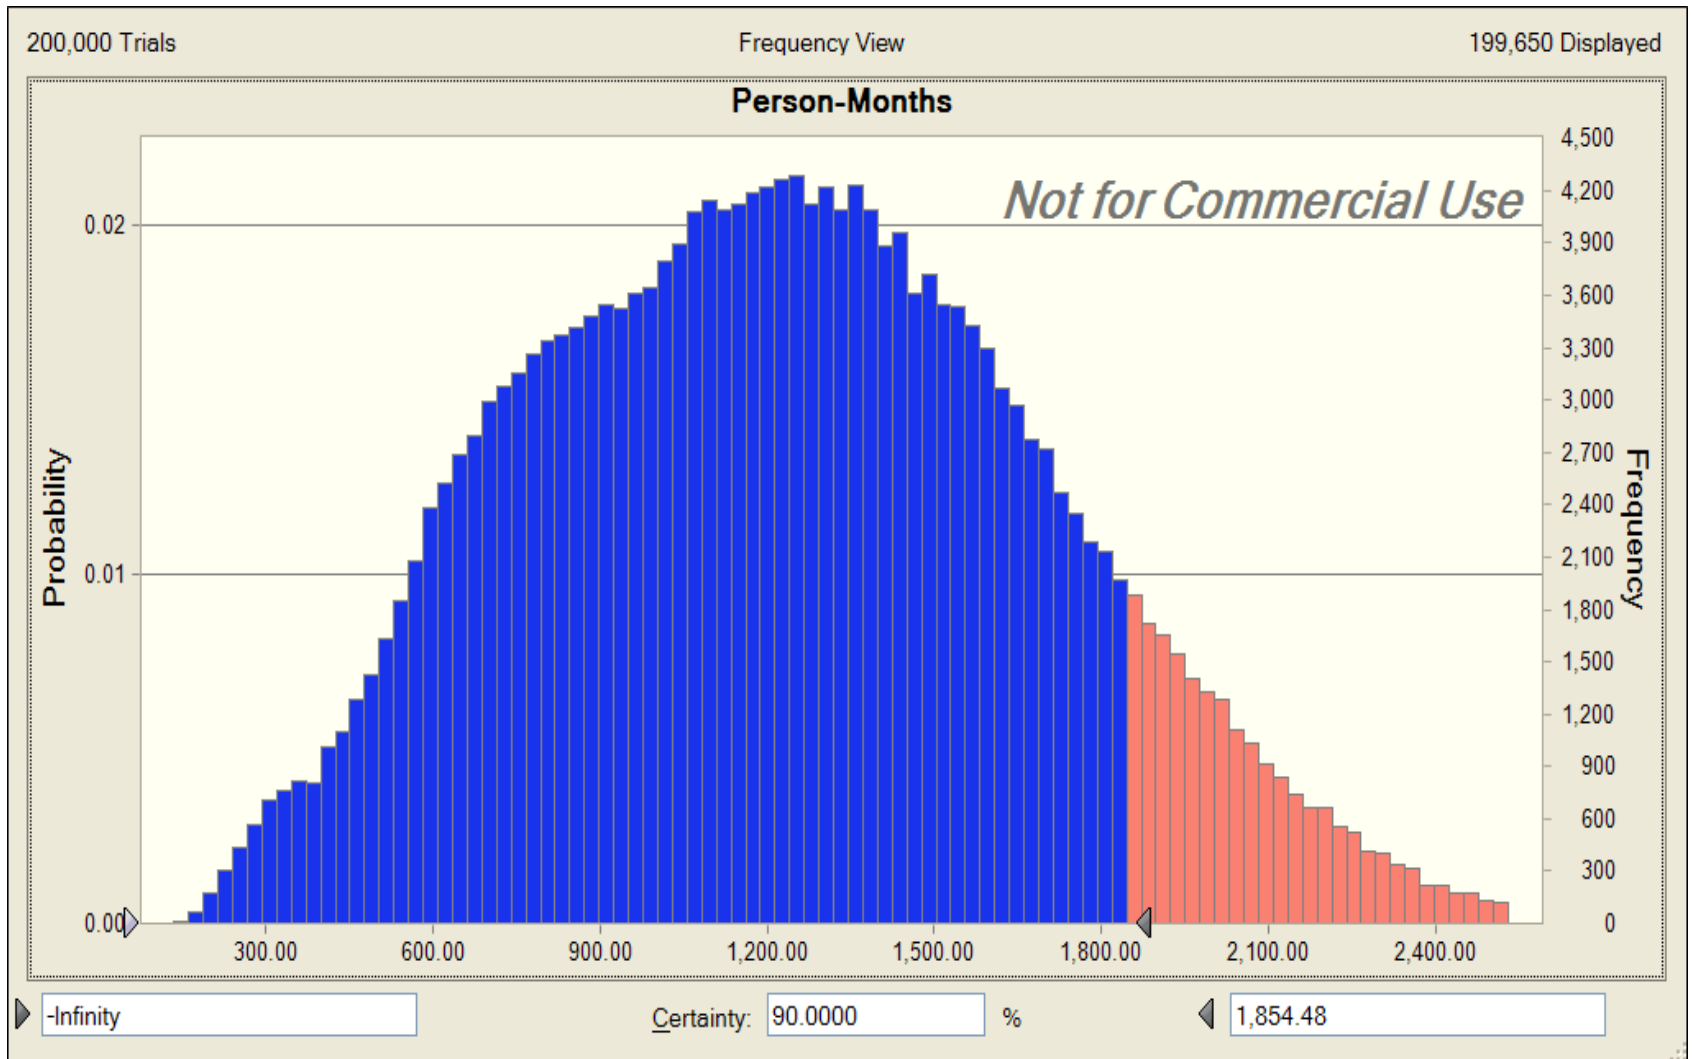 200,000 Trials Frequency View 199,650 Displayed
Person-Months
Not for Commercial Use
Probability
0.02
0.01
0.00
4,500
4,200
3,900
3,600
3,300
3,000
2,700
2,400
2,100
1,800
1,500
1,200
900
600
300
0
Frequency
300.00 600.00 900.00 1,200.00 1,500.00 1,800.00 2,100.00 2,400.00
-Infinity Certainty: 90.0000 % 1,854.48